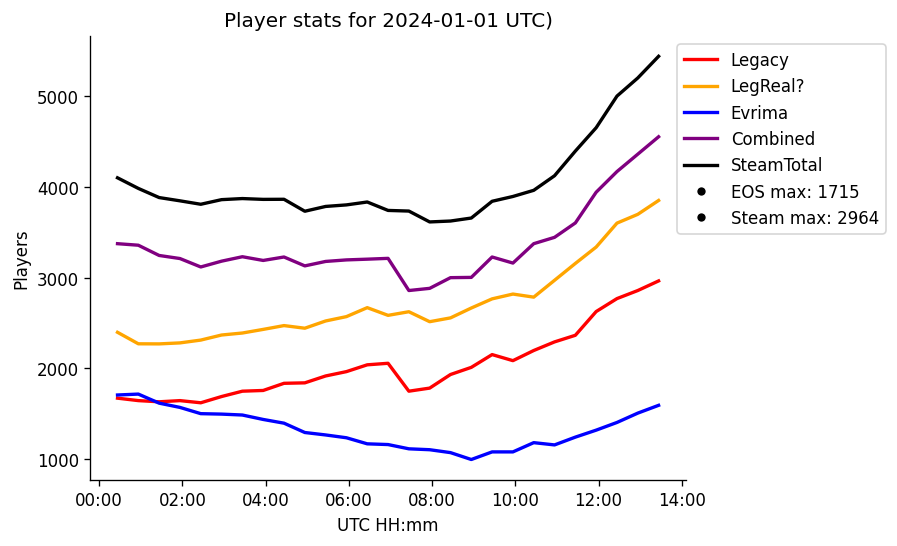 Player stats for 2024-01-01 UTC)
Legacy
LegReal?
Evrima
Combined
SteamTotal
EOS max: 1715
Steam max: 2964
Players
5000
4000
3000
2000
1000
00:00 02:00 04:00 06:00 08:00 10:00 12:00 14:00
UTC HH:mm